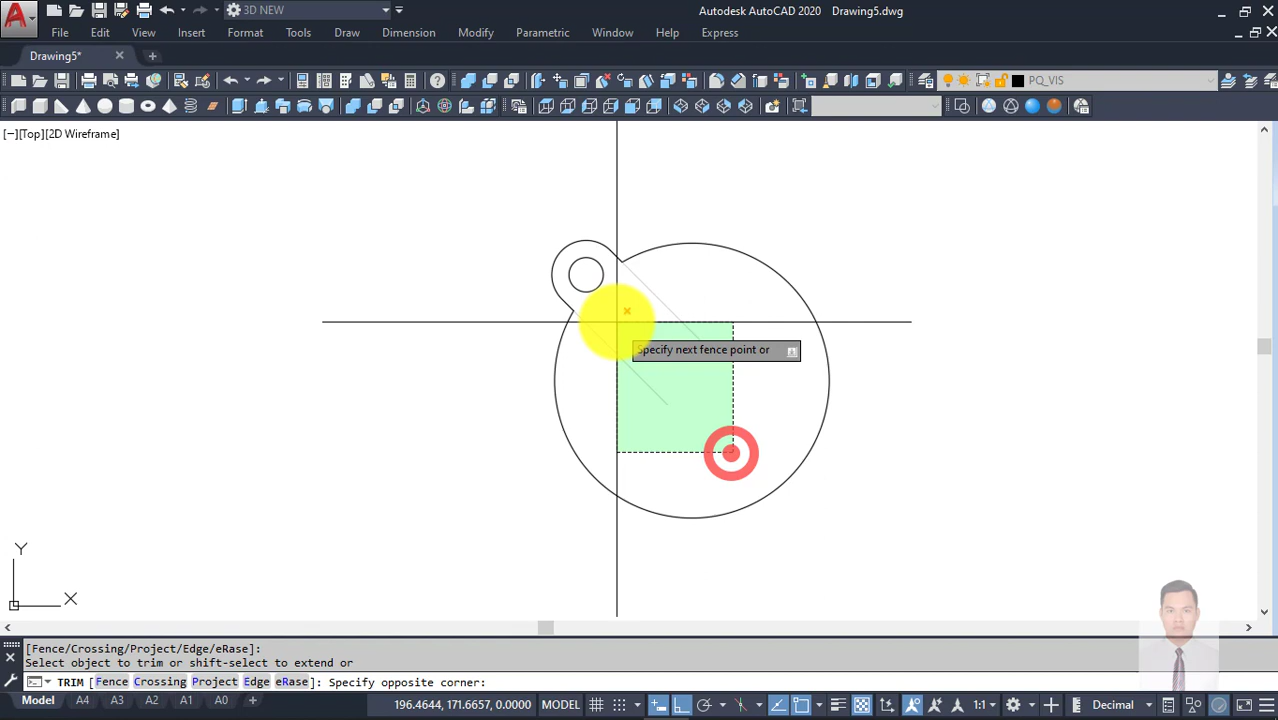 3D NEW
Autodesk AutoCAD 2020 Drawing5.dwg
File Edit View Insert Format Tools Draw Dimension Modify Parametric Window Help Express
Drawing5*
PQ_VIS
[−][Top][2D Wireframe]
Specify next fence point or
Y
X
[Fence/Crossing/Project/Edge/eRase]:
Select object to trim or shift-select to extend or
TRIM [Fence Crossing Project Edge eRase]: Specify opposite corner:
Model A4 A3 A2 A1 A0 196.4644, 171.6657, 0.0000 MODEL 1:1 Decimal